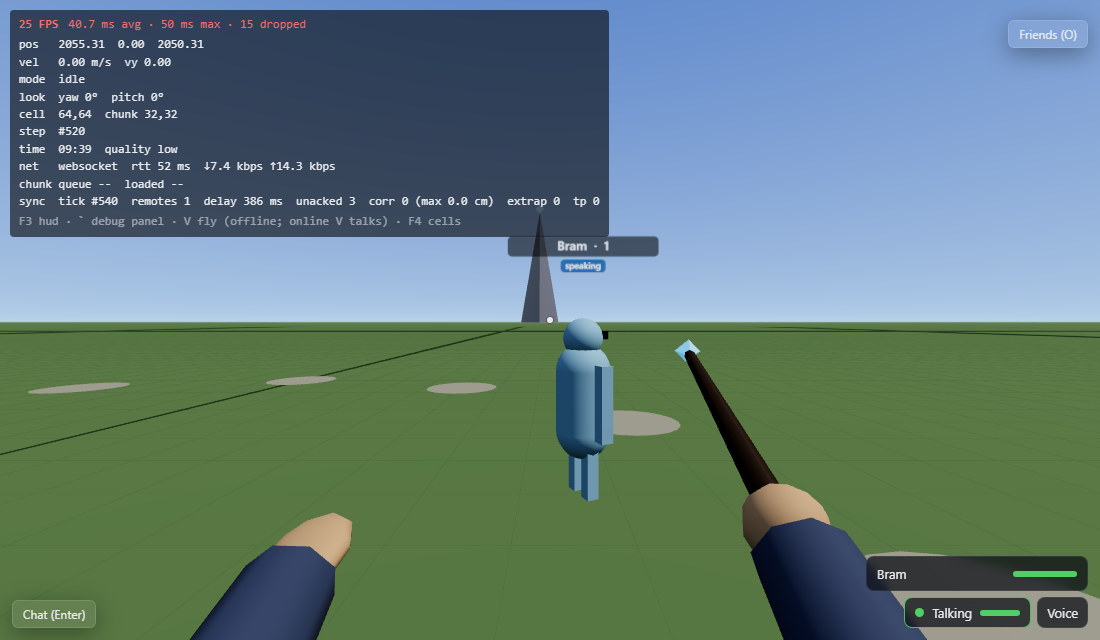 25 FPS 40.7 ms avg · 50 ms max · 15 dropped
pos 2055.31 0.00 2050.31
vel 0.00 m/s vy 0.00
mode idle
look yaw 0° pitch 0°
cell 64,64 chunk 32,32
step #520
time 09:39 quality low
net websocket rtt 52 ms ↓7.4 kbps ↑14.3 kbps
chunk queue -- loaded --
sync tick #540 remotes 1 delay 386 ms unacked 3 corr 0 (max 0.0 cm) extrap 0 tp 0
F3 hud · ` debug panel · V fly (offline; online V talks) · F4 cells
Friends (O)
Bram · 1
speaking
Bram
Talking
Voice
Chat (Enter)